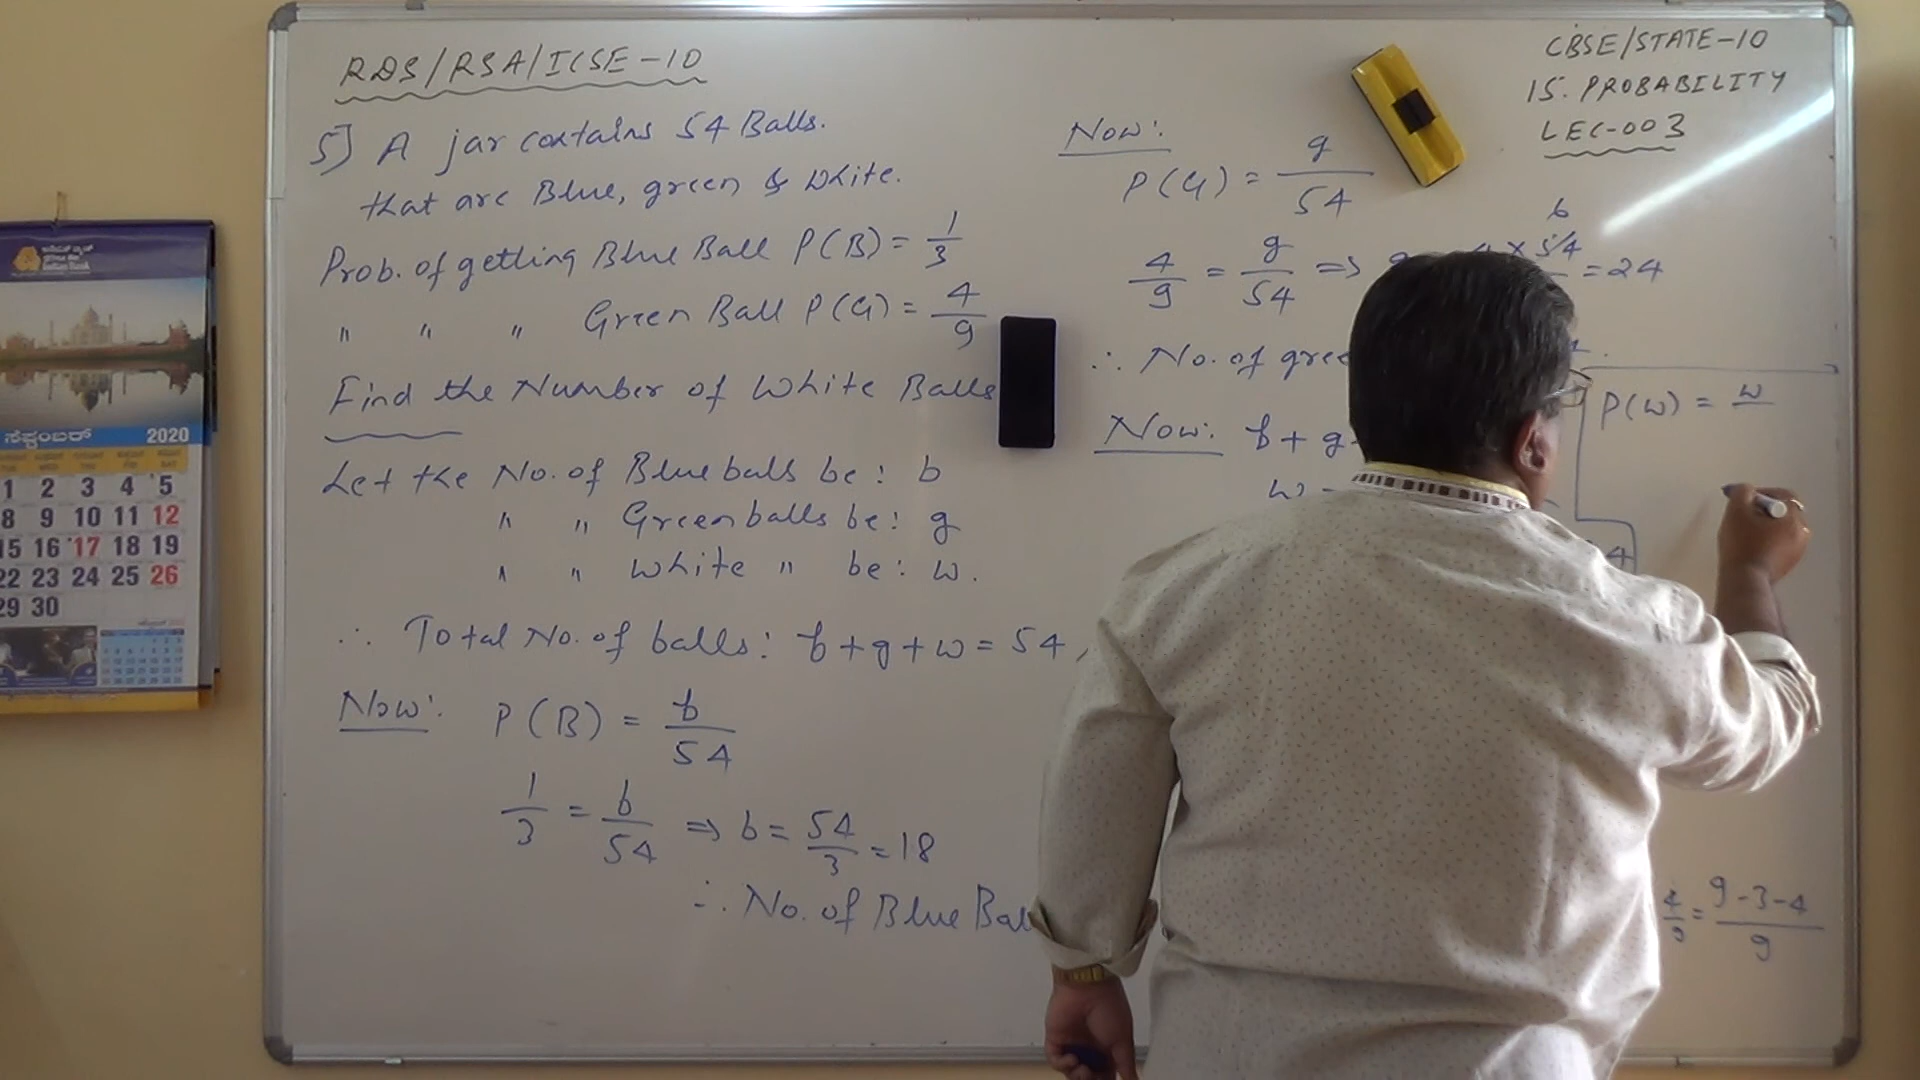 RDS/RSA/ICSE-10
5] A jar contains 54 Balls.
that are Blue, green & White.
Prob. of getting Blue Ball P(B) = 1/3
" " " Green Ball P(G) = 4/9
Find the Number of White Balls
Let the No. of Blue balls be: b
" " Green balls be: g
" " White " be: w.
∴ Total No. of balls: b+g+w = 54,
Now: P(B) = b/54
1/3 = b/54 => b = 54/3 = 18
∴ No. of Blue
CBSE/STATE-10
15. PROBABILITY
LEC-003
Now:
P(G) = g/54
6
4/9 = g/54 => × 54 = 24
∴ No. of
Now: b + g
w
P(W) = w
4/9 = 9-3-4/9
ಸೆಪ್ಟಂಬರ್ 2020
1 2 3 4 5
8 9 10 11 12
15 16 17 18 19
22 23 24 25 26
29 30